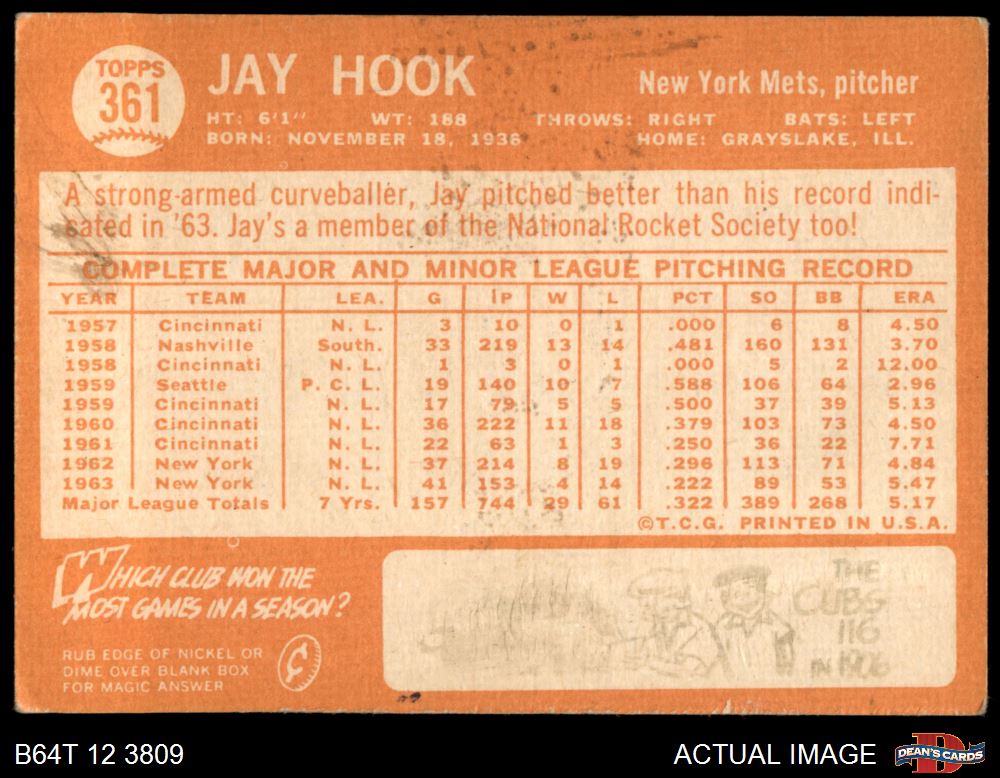 TOPPS
361
JAY HOOK
New York Mets, pitcher
HT: 6'1" WT: 188 THROWS: RIGHT BATS: LEFT
BORN: NOVEMBER 18, 1936 HOME: GRAYSLAKE, ILL.
A strong-armed curveballer, Jay pitched better than his record indi-
cated in '63. Jay's a member of the National Rocket Society too!
COMPLETE MAJOR AND MINOR LEAGUE PITCHING RECORD
YEAR TEAM LEA. G IP W L PCT SO BB ERA
1957 Cincinnati N. L. 3 10 0 1 .000 6 8 4.50
1958 Nashville South. 33 219 13 14 .481 160 131 3.70
1958 Cincinnati N. L. 1 3 0 1 .000 5 2 12.00
1959 Seattle P. C. L. 19 140 10 7 .588 106 64 2.96
1959 Cincinnati N. L. 17 79 5 5 .500 37 39 5.13
1960 Cincinnati N. L. 36 222 11 18 .379 103 73 4.50
1961 Cincinnati N. L. 22 63 1 3 .250 36 22 7.71
1962 New York N. L. 37 214 8 19 .296 113 71 4.84
1963 New York N. L. 41 153 4 14 .222 89 53 5.47
Major League Totals 7 Yrs. 157 744 29 61 .322 389 268 5.17
©T.C.G. PRINTED IN U.S.A.
WHICH CLUB WON THE
MOST GAMES IN A SEASON?
RUB EDGE OF NICKEL OR
DIME OVER BLANK BOX
FOR MAGIC ANSWER
¢
THE
CUBS
116
IN 1906
B64T 12 3809
ACTUAL IMAGE
DEAN'S CARDS